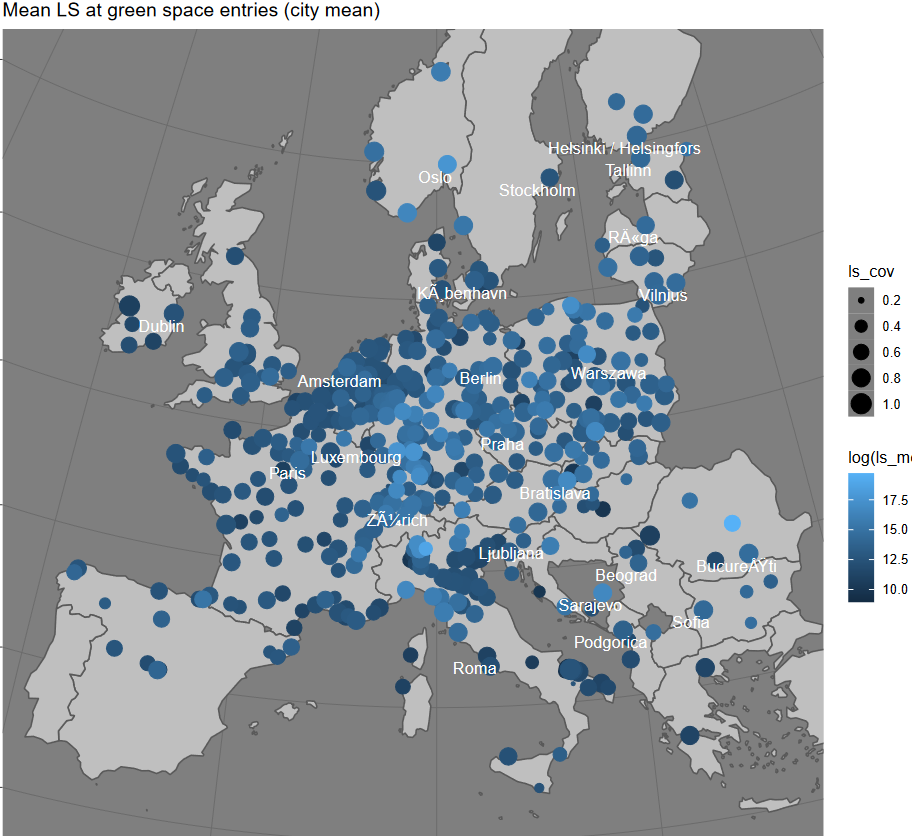 Mean LS at green space entries (city mean)
Helsinki / Helsingfors
Oslo
Tallinn
Stockholm
RÄ«ga
KÃ¸benhavn
Vilnius
Dublin
Amsterdam
Berlin
Warszawa
Praha
Luxembourg
Paris
Bratislava
ZÃ¼rich
Ljubljana
BucureÅŸti
Beograd
Sarajevo
Sofia
Podgorica
Roma
ls_cov
0.2
0.4
0.6
0.8
1.0
log(ls_me
17.5
15.0
12.5
10.0